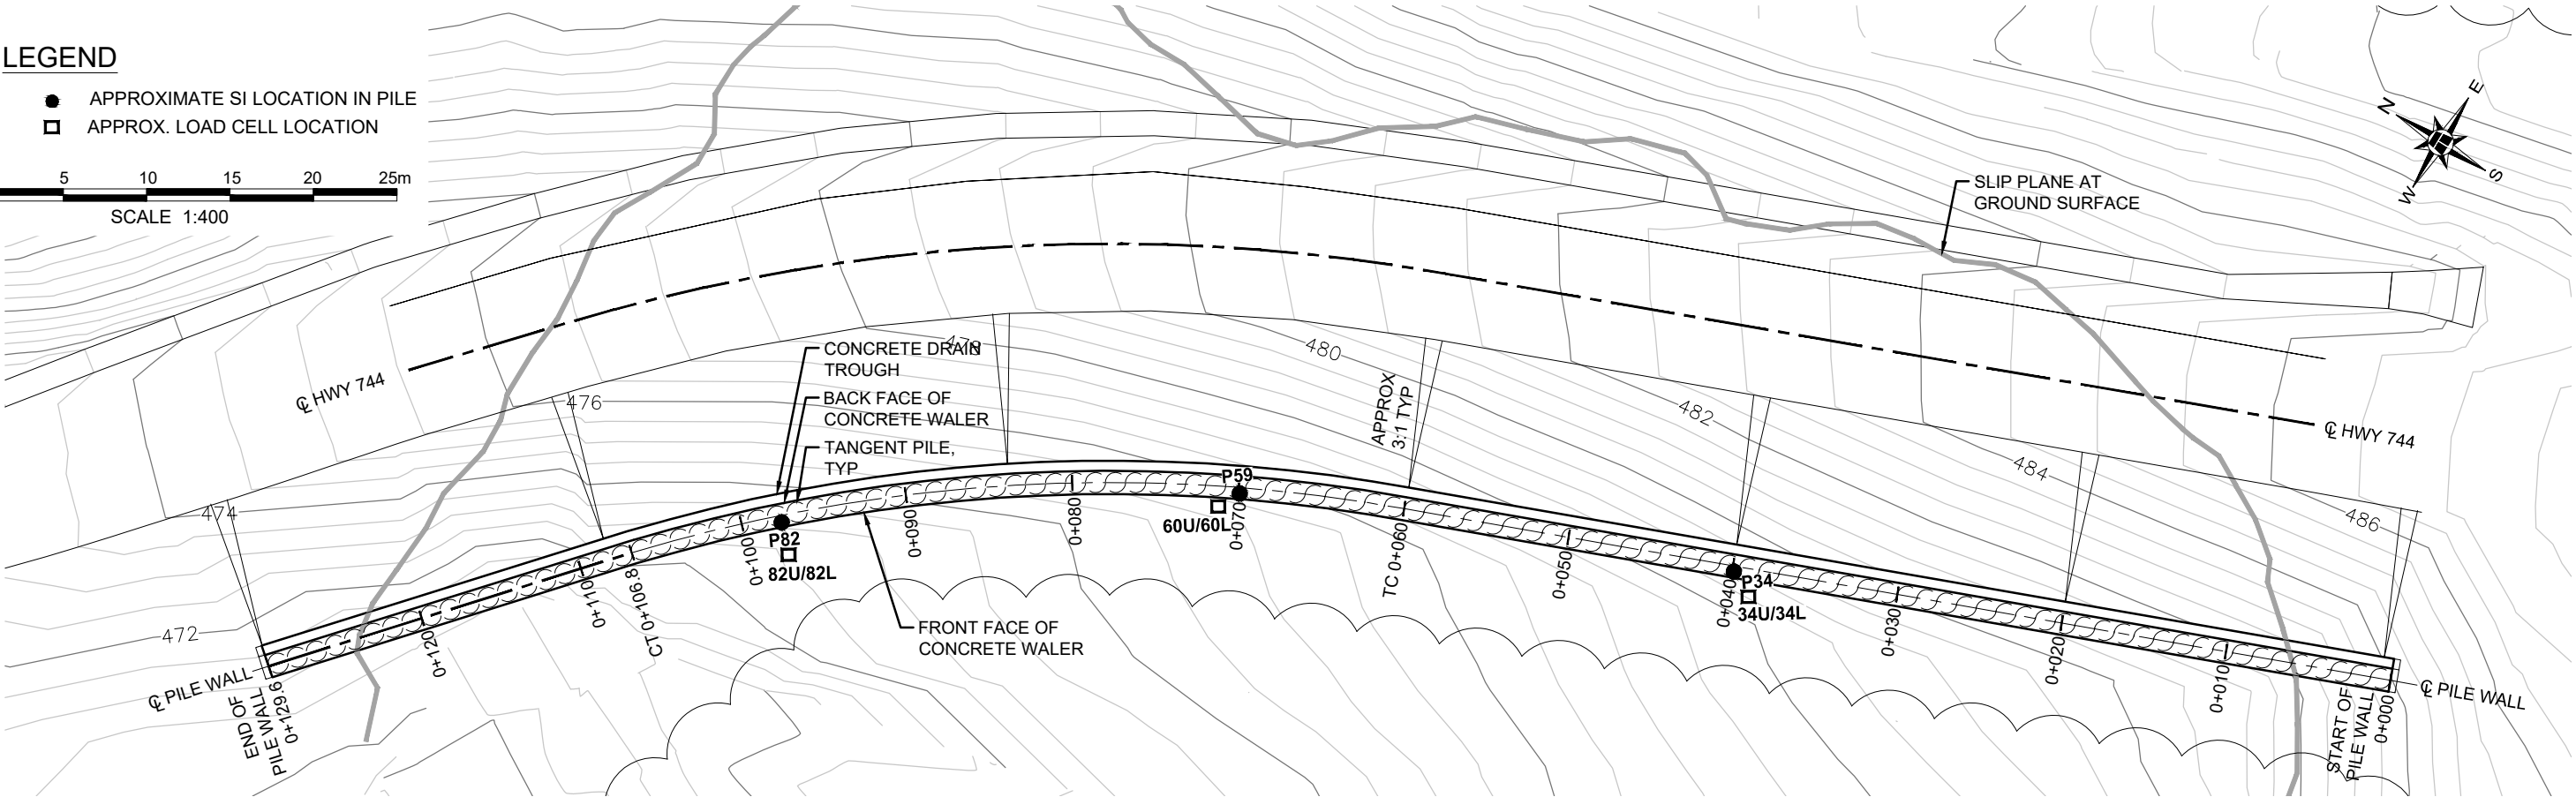 LEGEND
APPROXIMATE SI LOCATION IN PILE
APPROX. LOAD CELL LOCATION
5 10 15 20 25m
SCALE 1:400
N E
W S
SLIP PLANE AT
GROUND SURFACE
CONCRETE DRAIN
TROUGH
478
480
BACK FACE OF
CONCRETE WALER
TANGENT PILE,
TYP
APPROX
3:1 TYP
℄ HWY 744
476
482
℄ HWY 744
474
484
486
472
P59
60U/60L
P82
82U/82L
P34
34U/34L
FRONT FACE OF
CONCRETE WALER
℄ PILE WALL
END OF
PILE WALL
0+129.6
0+120
0+110
CT 0+106.8
0+100
0+090
0+080
0+070
TC 0+060
0+050
0+040
0+030
0+020
0+010
START OF
PILE WALL
0+000
℄ PILE WALL